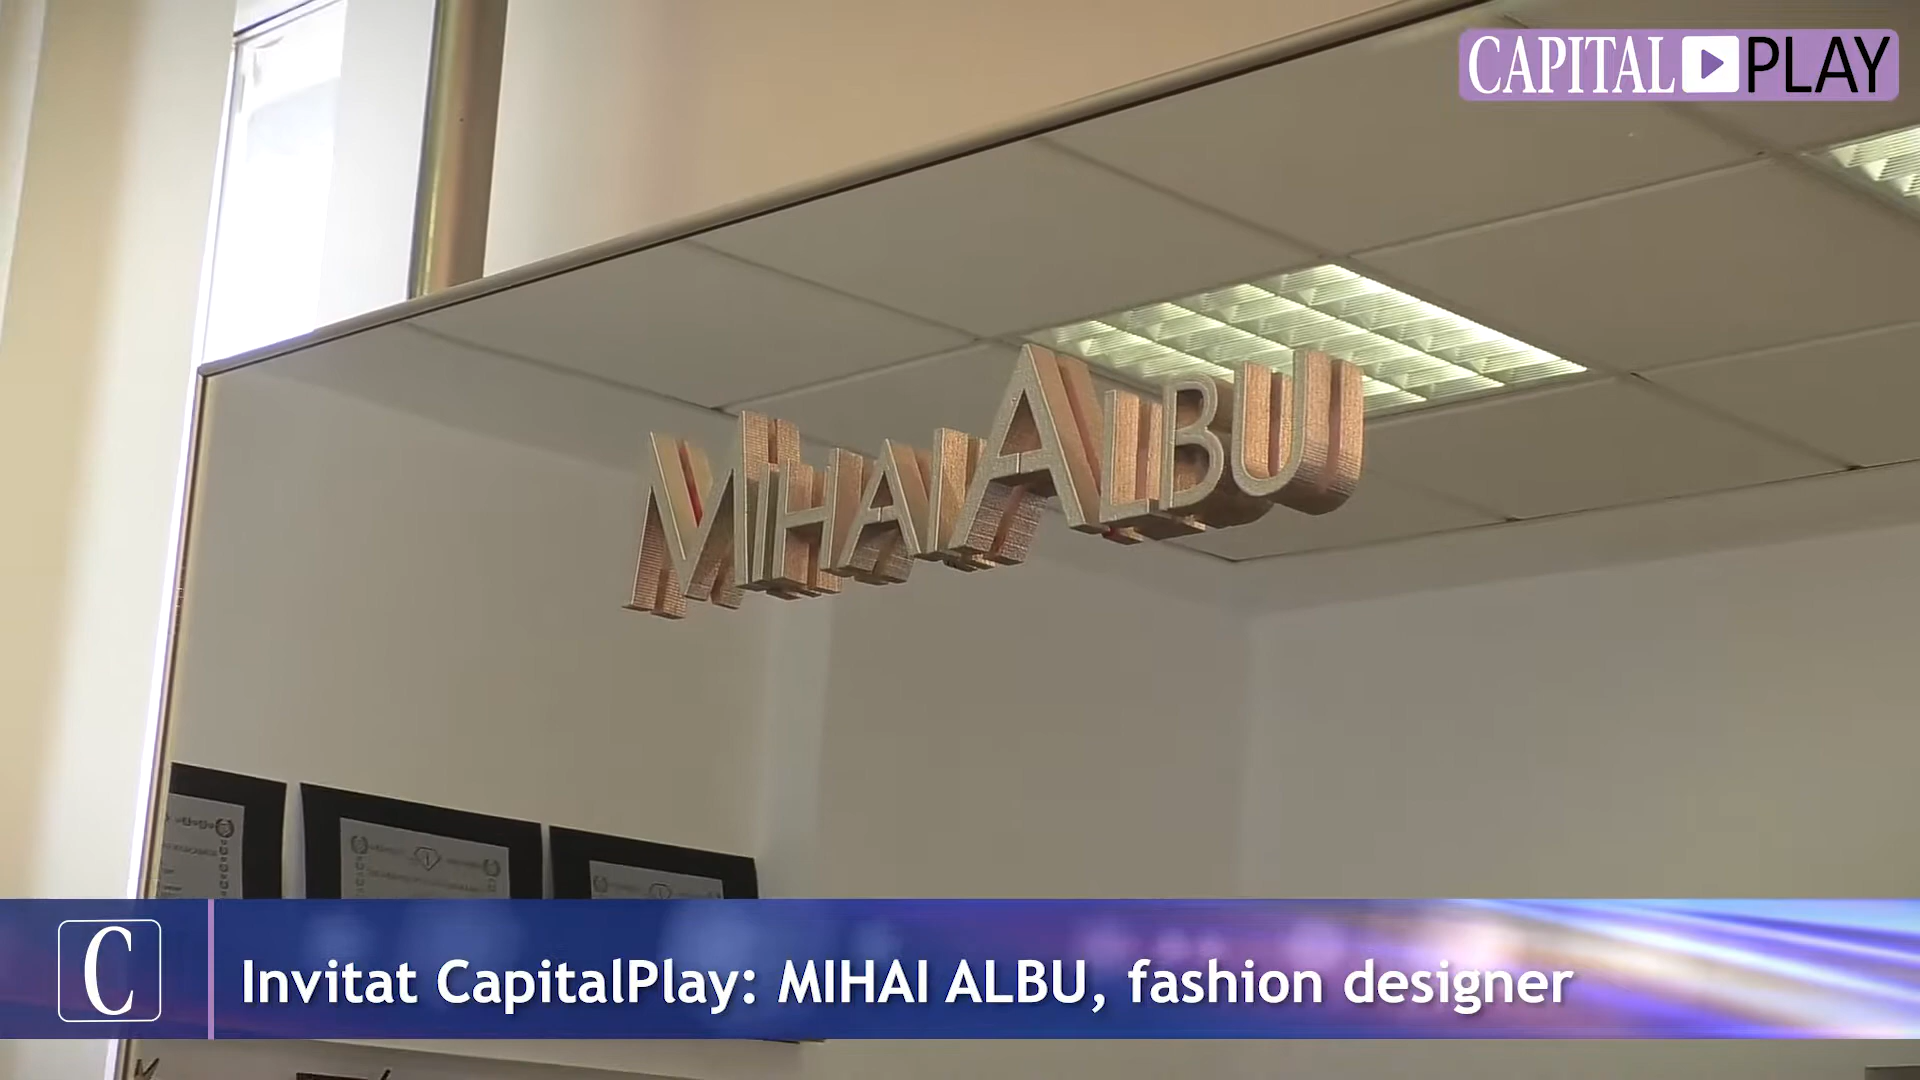 CAPITAL PLAY
MIHAI ALBU
C
Invitat CapitalPlay: MIHAI ALBU, fashion designer